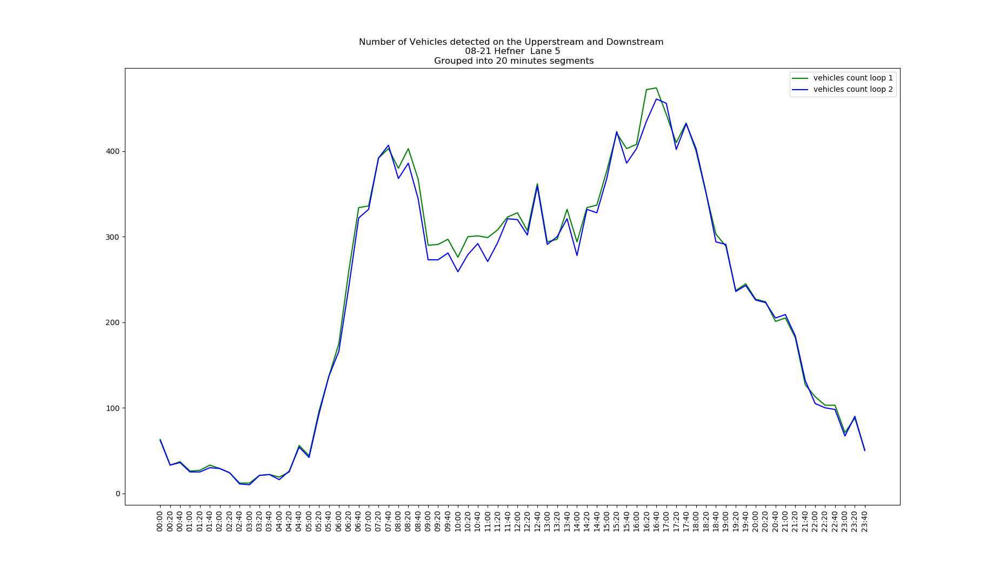 Number of Vehicles detected on the Upperstream and Downstream
08-21 Hefner  Lane 5
Grouped into 20 minutes segments
vehicles count loop 1
vehicles count loop 2
400
300
200
100
0
00:00 00:20 00:40 01:00 01:20 01:40 02:00 02:20 02:40 03:00 03:20 03:40 04:00 04:20 04:40 05:00 05:20 05:40 06:00 06:20 06:40 07:00 07:20 07:40 08:00 08:20 08:40 09:00 09:20 09:40 10:00 10:20 10:40 11:00 11:20 11:40 12:00 12:20 12:40 13:00 13:20 13:40 14:00 14:20 14:40 15:00 15:20 15:40 16:00 16:20 16:40 17:00 17:20 17:40 18:00 18:20 18:40 19:00 19:20 19:40 20:00 20:20 20:40 21:00 21:20 21:40 22:00 22:20 22:40 23:00 23:20 23:40